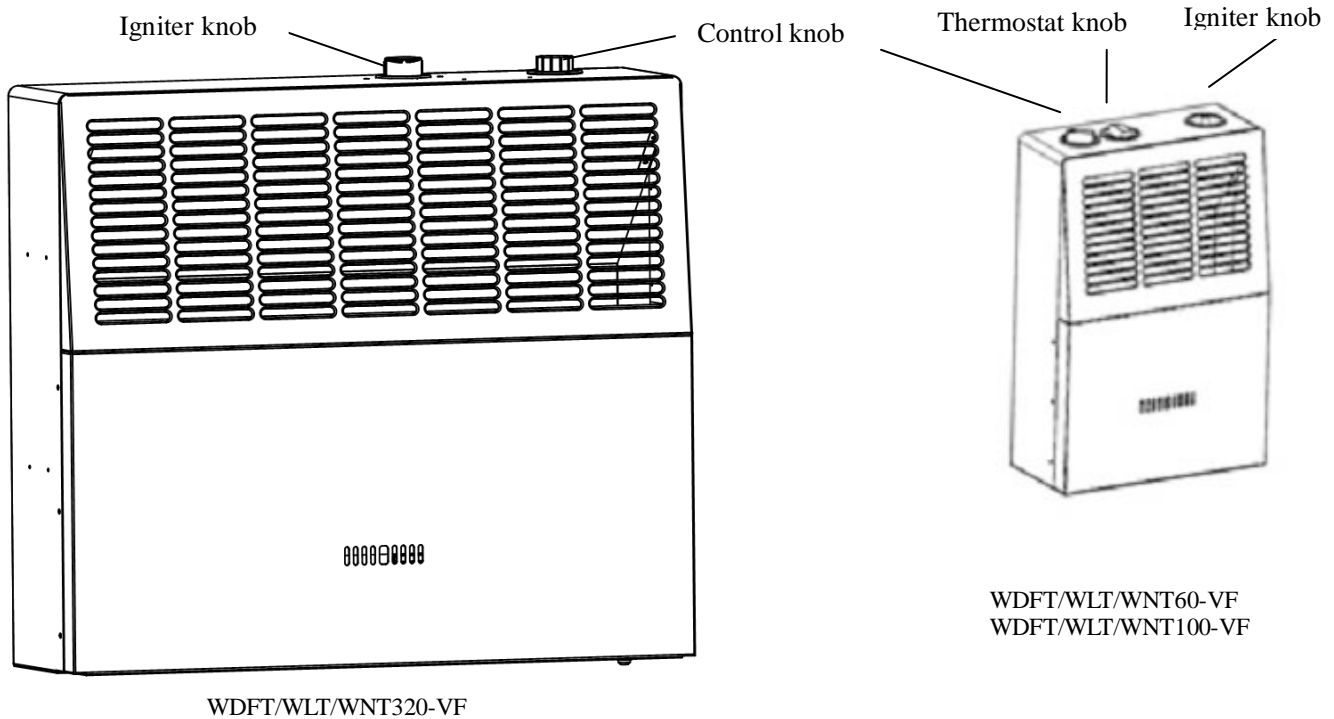 Igniter knob
Control knob
Thermostat knob
Igniter knob
WDFT/WLT/WNT60-VF
WDFT/WLT/WNT100-VF
WDFT/WLT/WNT320-VF